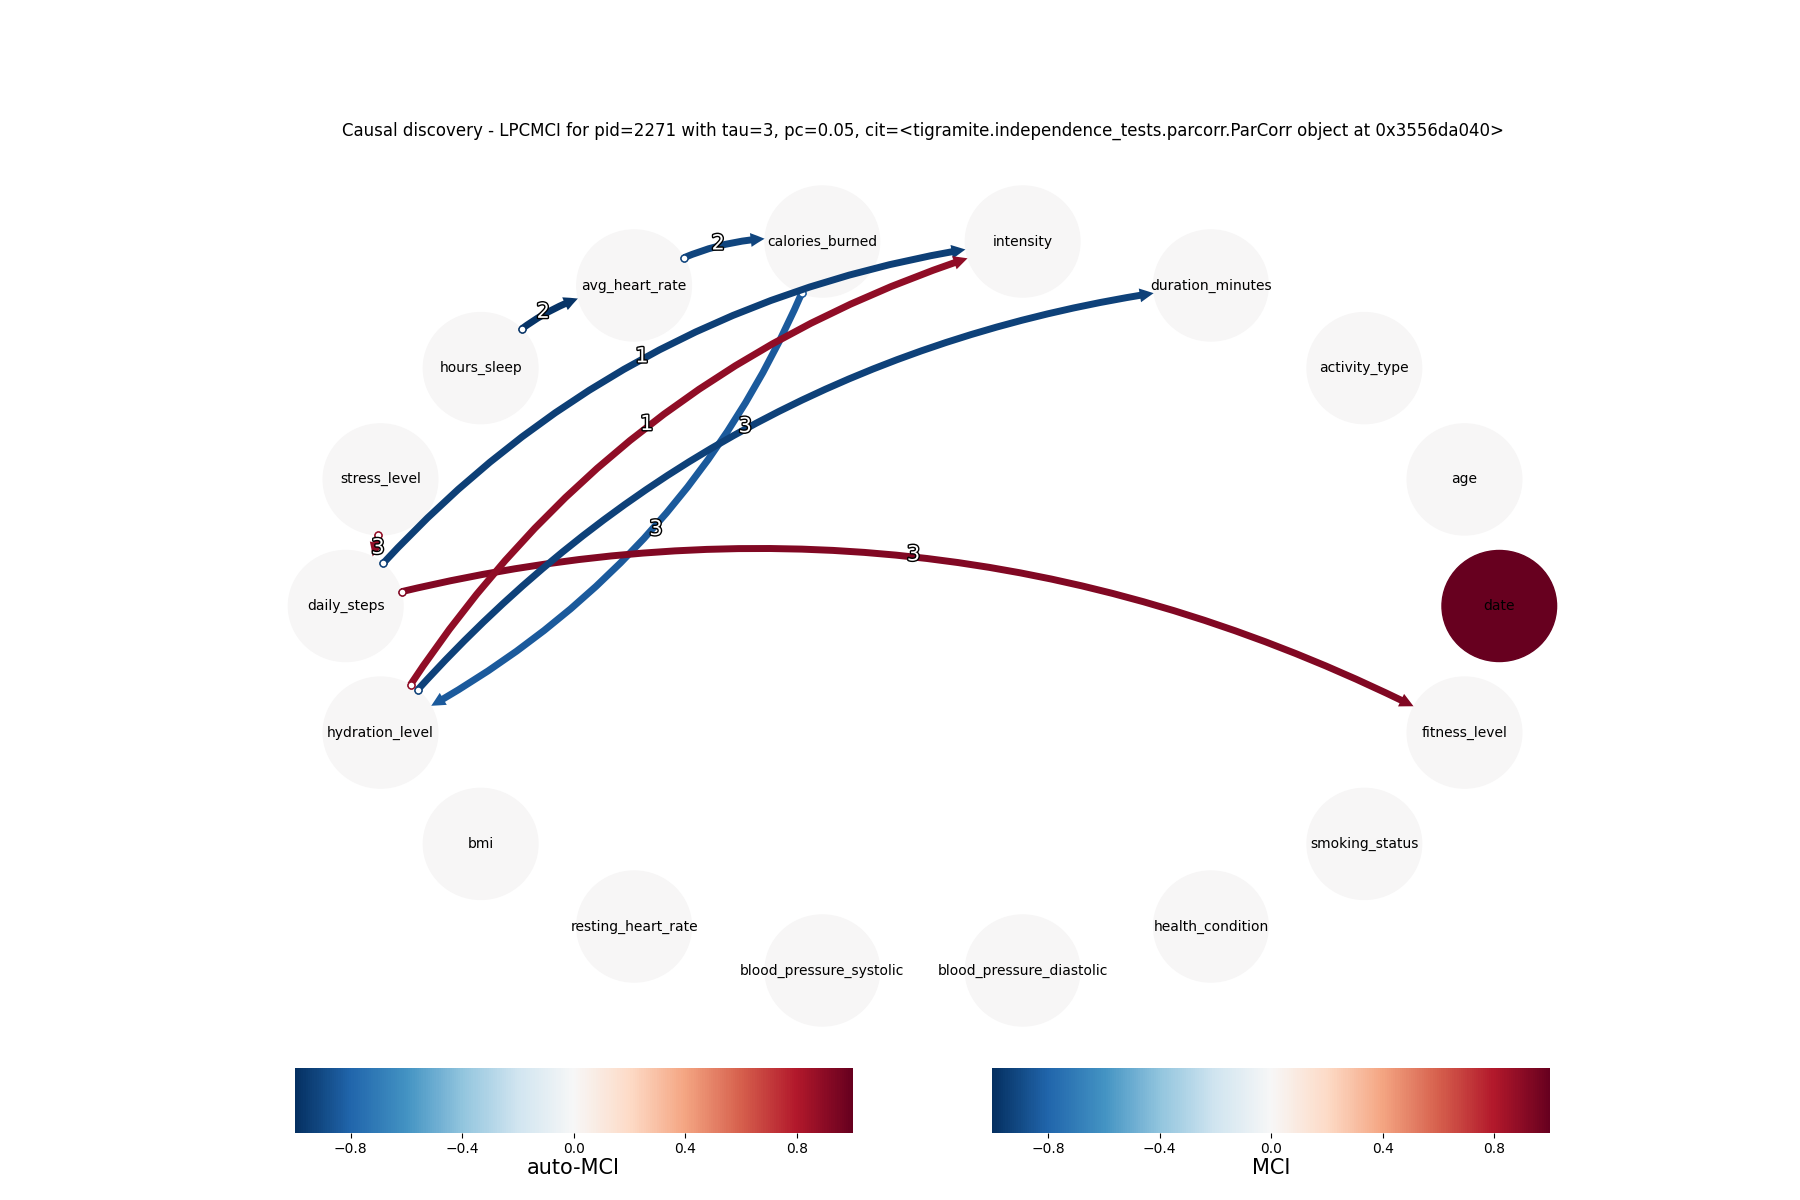 Causal discovery - LPCMCI for pid=2271 with tau=3, pc=0.05, cit=<tigramite.independence_tests.parcorr.ParCorr object at 0x3556da040>
calories_burned
intensity
2
avg_heart_rate
duration_minutes
2
hours_sleep
activity_type
1
1
3
stress_level
age
3
3
3
daily_steps
date
hydration_level
fitness_level
bmi
smoking_status
resting_heart_rate
health_condition
blood_pressure_systolic
blood_pressure_diastolic
−0.8 −0.4 0.0 0.4 0.8
auto-MCI
−0.8 −0.4 0.0 0.4 0.8
MCI